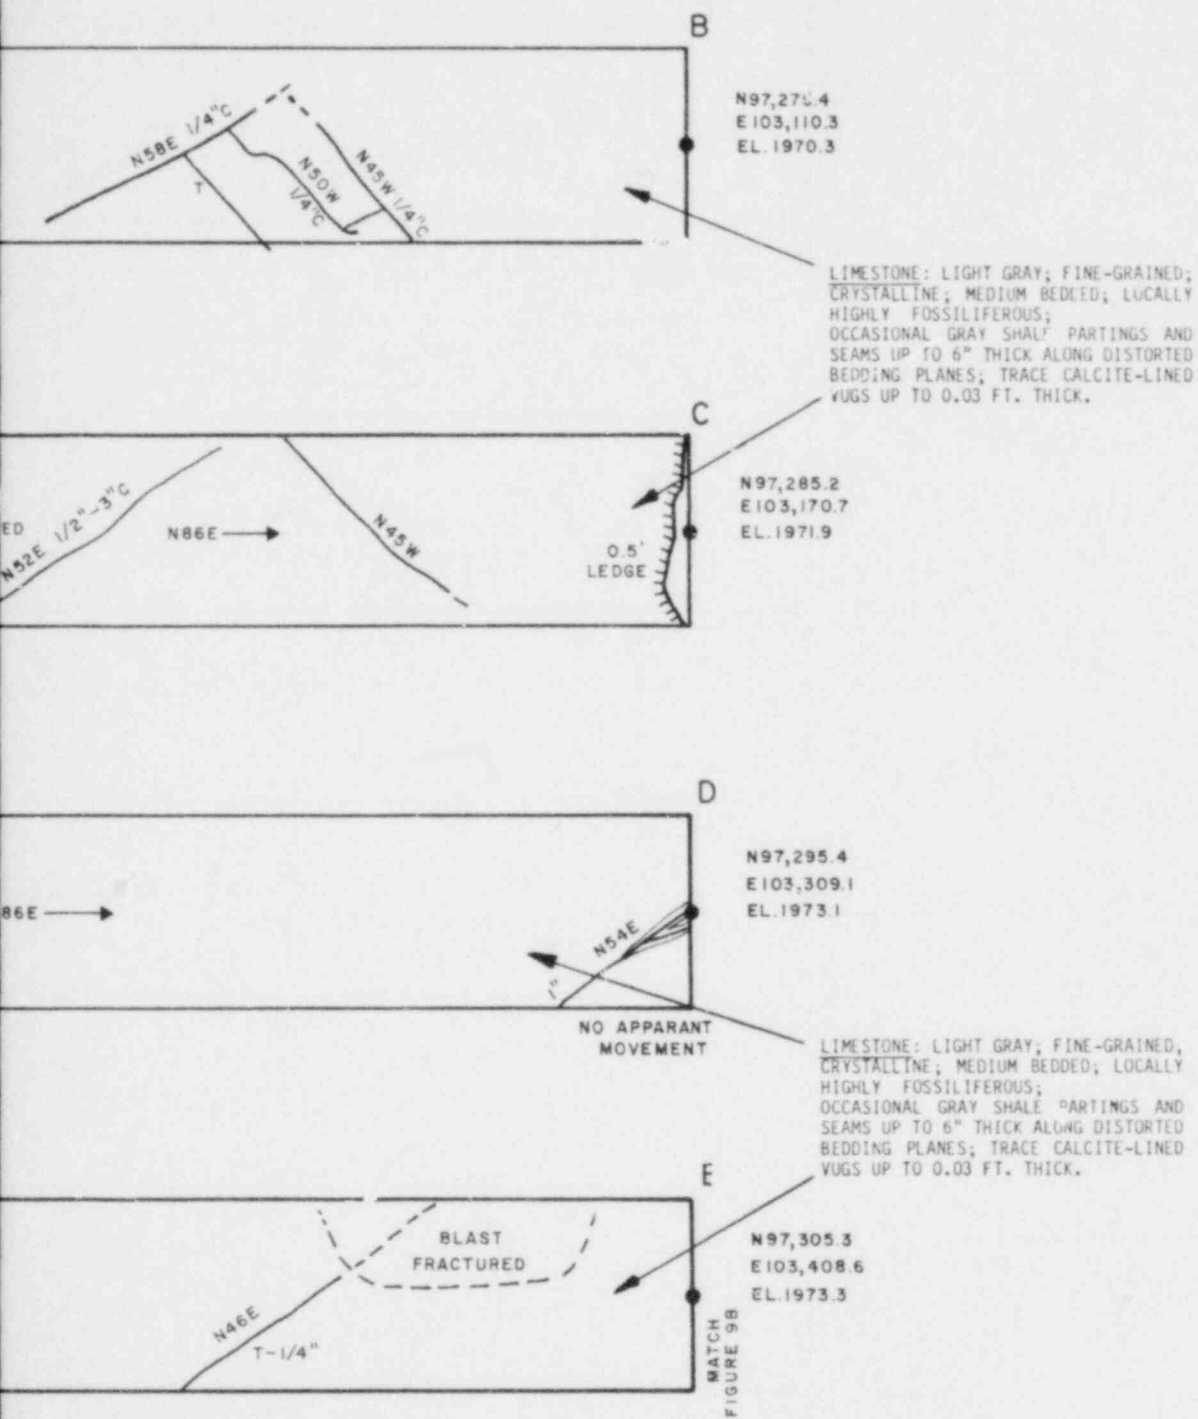 B
N97,27 .4
E103,110.3
EL.1970.3
N58E 1/4"C
T
N50W
1/4"C
N45W 1/4"C
LIMESTONE: LIGHT GRAY; FINE-GRAINED;
CRYSTALLINE; MEDIUM BEDDED; LOCALLY
HIGHLY FOSSILIFEROUS;
OCCASIONAL GRAY SHALE PARTINGS AND
SEAMS UP TO 6" THICK ALONG DISTORTED
BEDDING PLANES; TRACE CALCITE-LINED
VUGS UP TO 0.03 FT. THICK.
C
N97,285.2
E103,170.7
EL.1971.9
ED
N52E 1/2"-3"C
N86E
N45W
0.5'
LEDGE
D
N97,295.4
E103,309.1
EL.1973.1
86E
N54E
1"
NO APPARANT
MOVEMENT
LIMESTONE: LIGHT GRAY; FINE-GRAINED,
CRYSTALLINE; MEDIUM BEDDED; LOCALLY
HIGHLY FOSSILIFEROUS;
OCCASIONAL GRAY SHALE PARTINGS AND
SEAMS UP TO 6" THICK ALONG DISTORTED
BEDDING PLANES; TRACE CALCITE-LINED
VUGS UP TO 0.03 FT. THICK.
E
N97,305.3
E103,408.6
EL.1973.3
BLAST
FRACTURED
N46E
T-1/4"
MATCH
FIGURE 9B